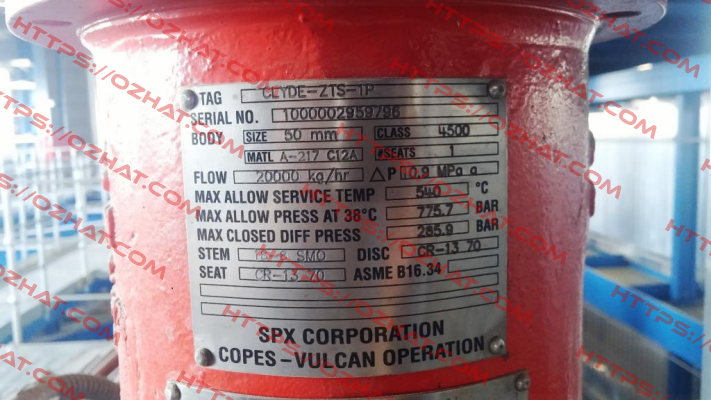 TAG CLYDE-ZTS-1P
SERIAL NO. 1000002959796
BODY SIZE 50 mm CLASS 4500
MATL A-217 C12A #SEATS 1
FLOW 20000 kg/hr △P 10.9 MPa g
MAX ALLOW SERVICE TEMP 540 °C
MAX ALLOW PRESS AT 38°C 775.7 BAR
MAX CLOSED DIFF PRESS 285.9 BAR
STEM SMO DISC CR-13 70
SEAT CR-13 70 ASME B16.34
SPX CORPORATION
COPES-VULCAN OPERATION
HTTPS://OZHAT.COM